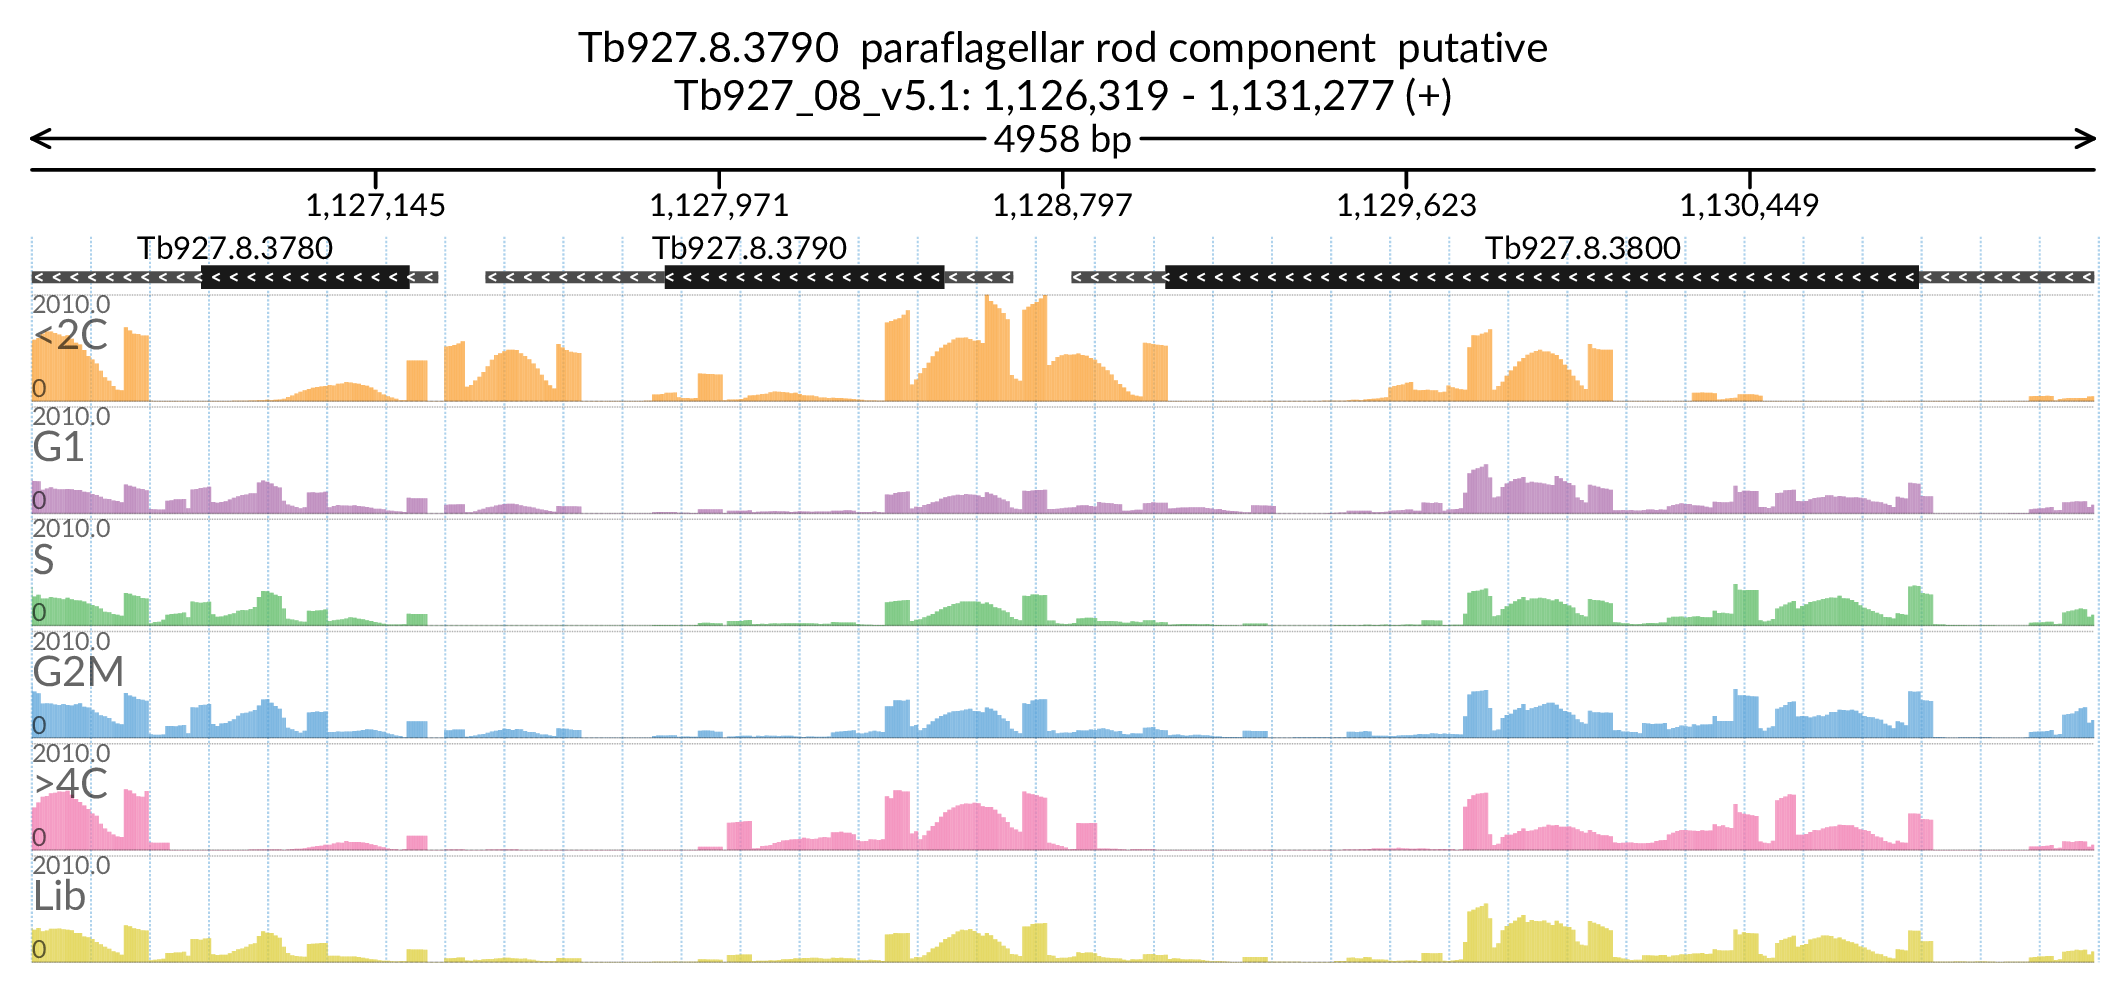 Tb927.8.3790  paraflagellar rod component  putative
Tb927_08_v5.1: 1,126,319 - 1,131,277 (+)
4958 bp
1,127,145 1,127,971 1,128,797 1,129,623 1,130,449
Tb927.8.3780 Tb927.8.3790 Tb927.8.3800
2010.0
<2C
0
2010.0
G1
0
2010.0
S
0
2010.0
G2M
0
2010.0
>4C
0
2010.0
Lib
0